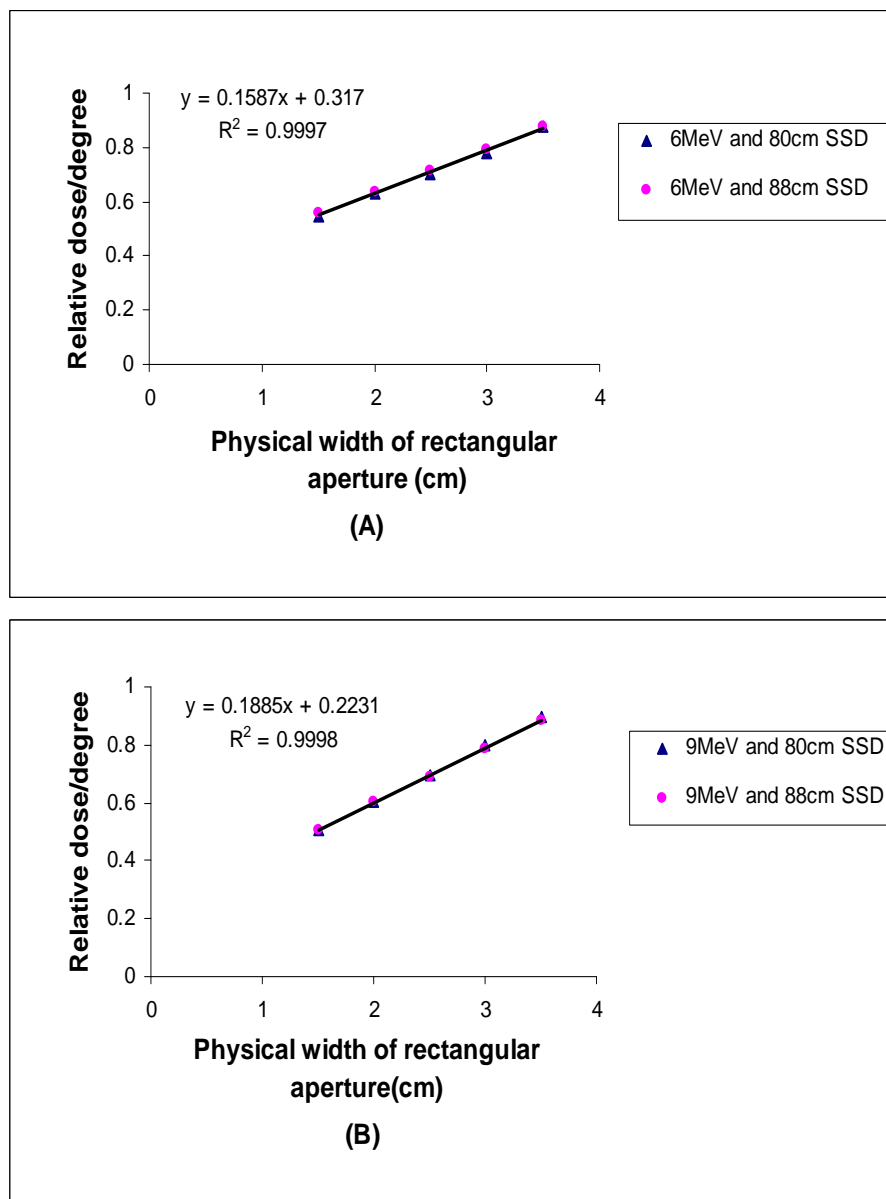 y = 0.1587x + 0.317
R² = 0.9997
1
0.8
0.6
0.4
0.2
0
0 1 2 3 4
Relative dose/degree
Physical width of rectangular
aperture (cm)
(A)
6MeV and 80cm SSD
6MeV and 88cm SSD
y = 0.1885x + 0.2231
R² = 0.9998
1
0.8
0.6
0.4
0.2
0
0 1 2 3 4
Relative dose/degree
Physical width of rectangular
aperture(cm)
(B)
9MeV and 80cm SSD
9MeV and 88cm SSD